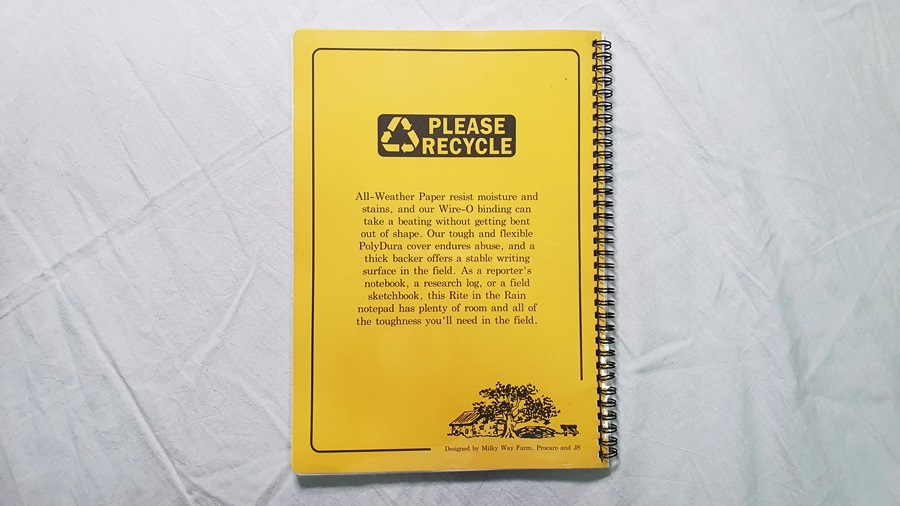 PLEASE
RECYCLE
All-Weather Paper resist moisture and
stains, and our Wire-O binding can
take a beating without getting bent
out of shape. Our tough and flexible
PolyDura cover endures abuse, and a
thick backer offers a stable writing
surface in the field. As a reporter's
notebook, a research log, or a field
sketchbook, this Rite in the Rain
notepad has plenty of room and all of
the toughness you'll need in the field.
Designed by Milky Way Farm, Procare and JS